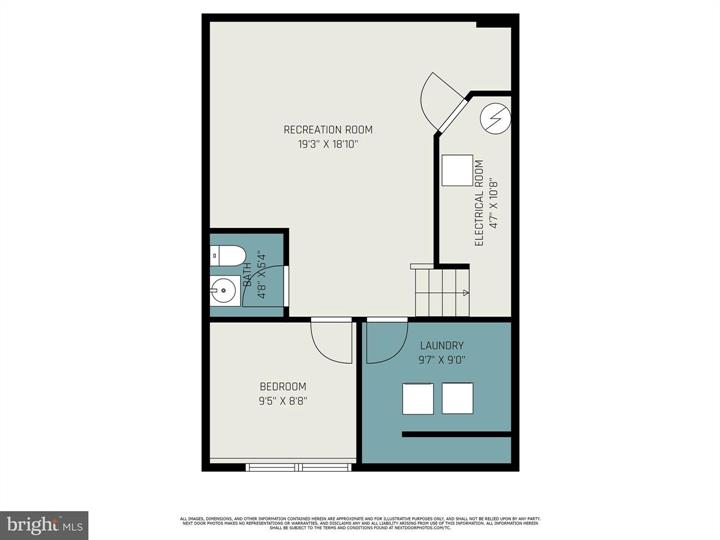 RECREATION ROOM
19'3" X 18'10"
ELECTRICAL ROOM
4'7" X 10'8"
BATH
4'8" X 5'4"
LAUNDRY
9'7" X 9'0"
BEDROOM
9'5" X 8'8"
ALL IMAGES, DIMENSIONS, AND OTHER INFORMATION CONTAINED HEREIN ARE APPROXIMATE AND FOR ILLUSTRATIVE PURPOSES ONLY, AND NOT TO BE RELIED UPON BY ANY PARTY.
NEXT DOOR PHOTOS MAKES NO REPRESENTATIONS OR WARRANTIES, AND DISCLAIMS ANY AND ALL LIABILITY ARISING FROM USE OF THIS INFORMATION. ALL INFORMATION HEREIN
SHALL BE SUBJECT TO THE TERMS AND CONDITIONS FOUND AT NEXTDOORPHOTOS.COM/TC.
bright MLS